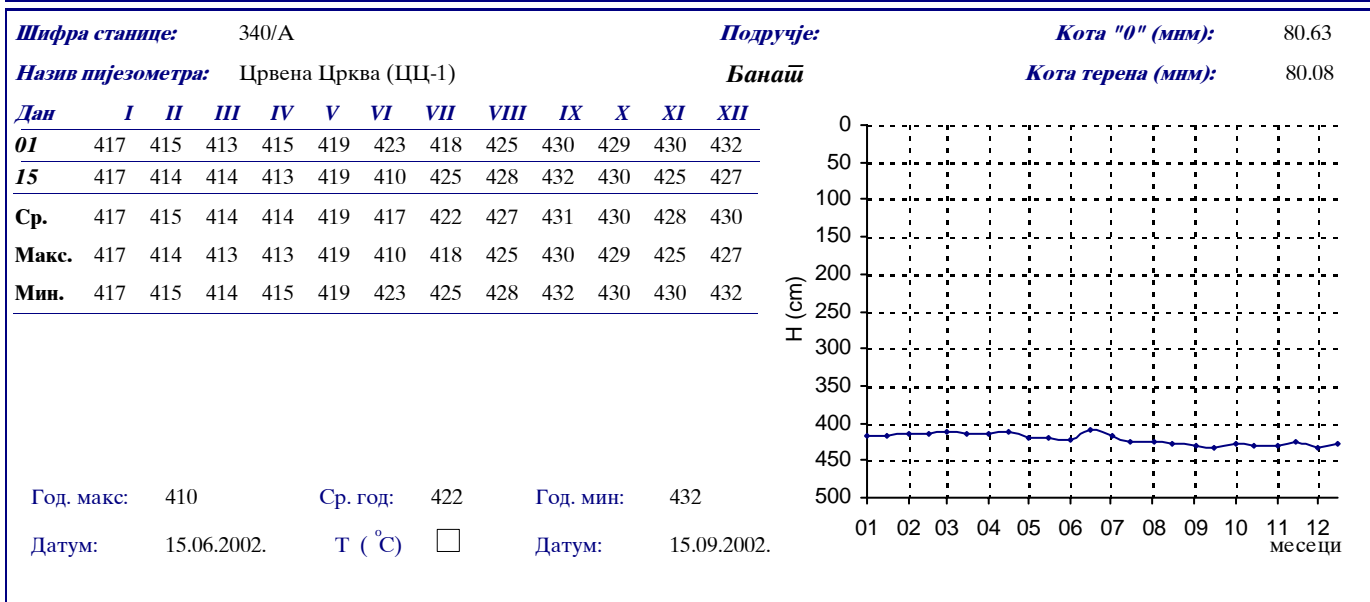 Шифра станице: 340/А Подручје: Кота "0" (мнм): 80.63
Назив пијезометра: Црвена Црква (ЦЦ-1) Банат Кота терена (мнм): 80.08
Дан I II III IV V VI VII VIII IX X XI XII
01 417 415 413 415 419 423 418 425 430 429 430 432
15 417 414 414 413 419 410 425 428 432 430 425 427
Ср. 417 415 414 414 419 417 422 427 431 430 428 430
Макс. 417 414 413 413 419 410 418 425 430 429 425 427
Мин. 417 415 414 415 419 423 425 428 432 430 430 432
0
50
100
150
200
250
300
350
400
450
500
H (cm)
01 02 03 04 05 06 07 08 09 10 11 12
месеци
Год. макс: 410 Ср. год: 422 Год. мин: 432
Датум: 15.06.2002. Т ( °С) Датум: 15.09.2002.